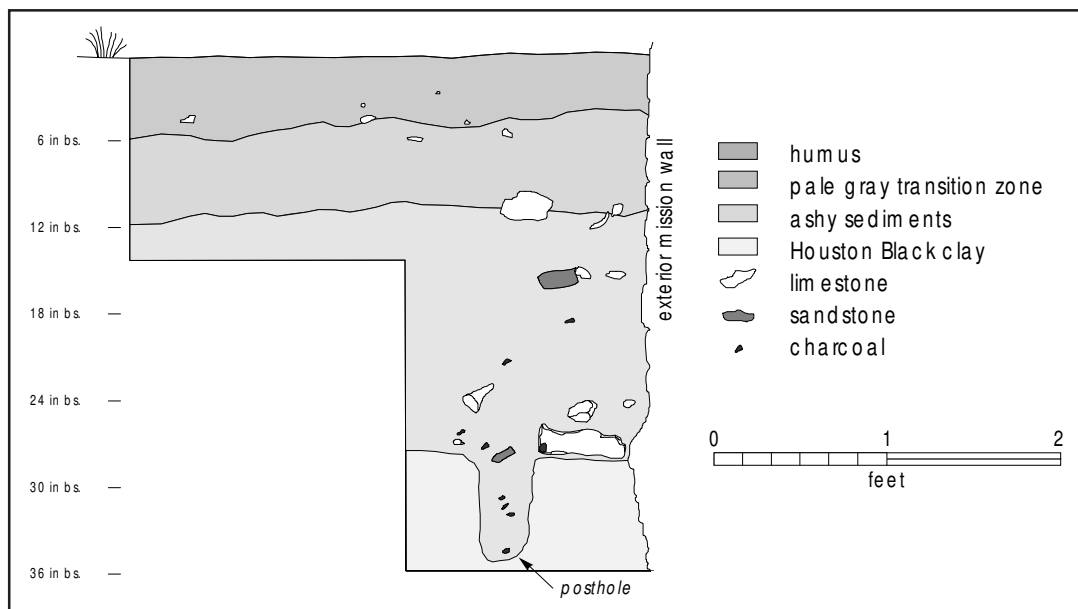 6 in bs.
12 in bs.
18 in bs.
24 in bs.
30 in bs.
36 in bs.
exterior mission wall
posthole
humus
pale gray transition zone
ashy sediments
Houston Black clay
limestone
sandstone
charcoal
0 1 2
feet